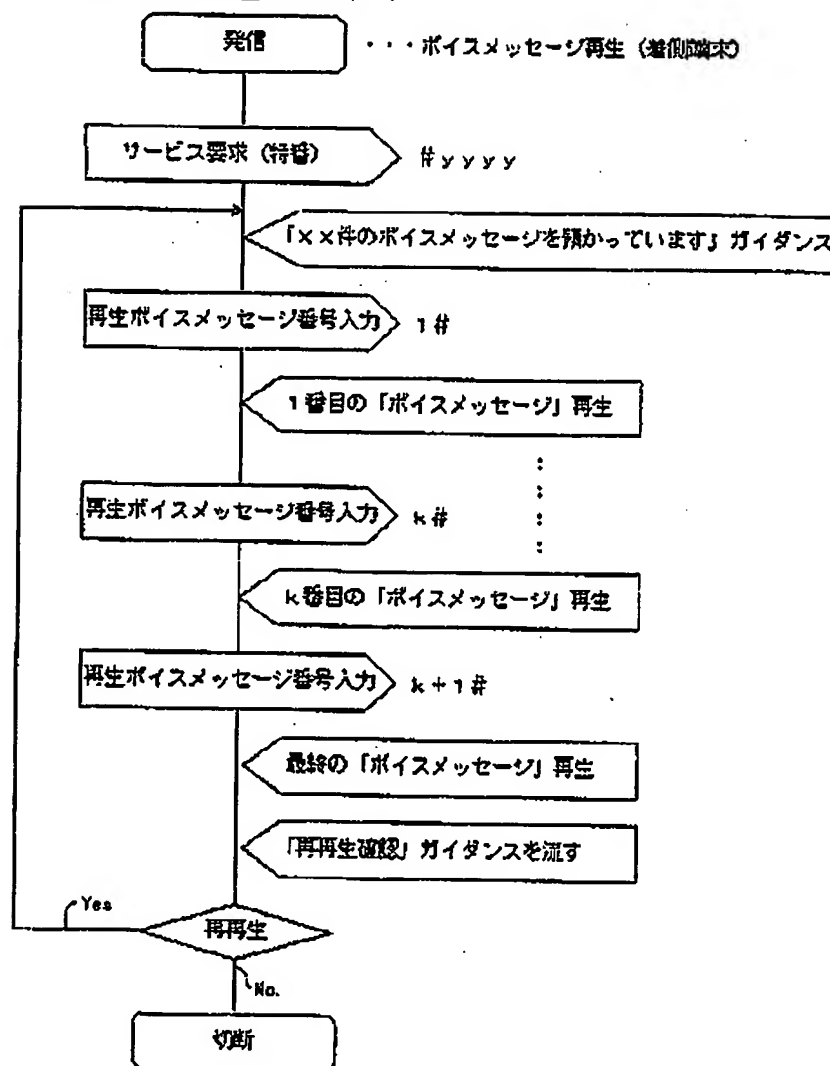 発信 ・・・ボイスメッセージ再生（着側端末）
サービス要求（特番） #yyyy
「××件のボイスメッセージを預かっています」ガイダンス
再生ボイスメッセージ番号入力 1#
1番目の「ボイスメッセージ」再生
再生ボイスメッセージ番号入力 k#
k番目の「ボイスメッセージ」再生
再生ボイスメッセージ番号入力 k+1#
最終の「ボイスメッセージ」再生
「再再生確認」ガイダンスを流す
Yes
再再生
No.
切断